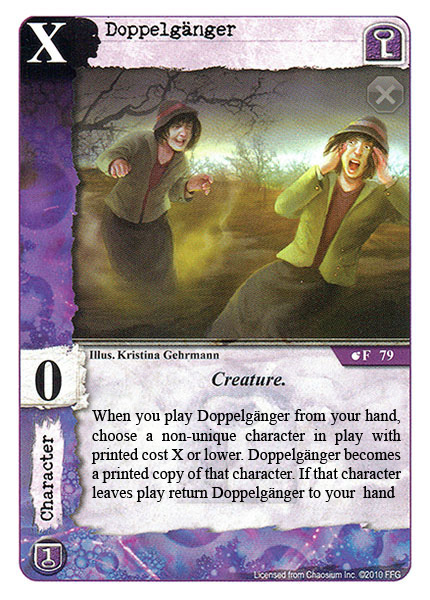 X
Doppelgänger
Illus. Kristina Gehrmann
F 79
0
Creature.
When you play Doppelgänger from your hand,
choose a non-unique character in play with
printed cost X or lower. Doppelgänger becomes
a printed copy of that character. If that character
leaves play return Doppelgänger to your hand
Character
1
Licensed from Chaosium Inc. ©2010 FFG